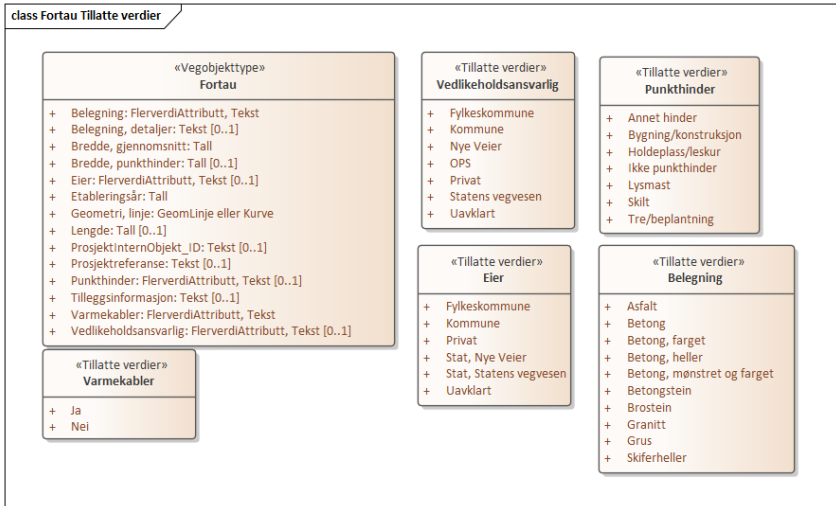 class Fortau Tillatte verdier
«Vegobjekttype»
Fortau
+ Belegning: FlerverdiAttributt, Tekst
+ Belegning, detaljer: Tekst [0..1]
+ Bredde, gjennomsnitt: Tall
+ Bredde, punkthinder: Tall [0..1]
+ Eier: FlerverdiAttributt, Tekst [0..1]
+ Etableringsår: Tall
+ Geometri, linje: GeomLinje eller Kurve
+ Lengde: Tall [0..1]
+ ProsjektInternObjekt_ID: Tekst [0..1]
+ Prosjektreferanse: Tekst [0..1]
+ Punkthinder: FlerverdiAttributt, Tekst [0..1]
+ Tilleggsinformasjon: Tekst [0..1]
+ Varmekabler: FlerverdiAttributt, Tekst
+ Vedlikeholdsansvarlig: FlerverdiAttributt, Tekst [0..1]
«Tillatte verdier»
Varmekabler
+ Ja
+ Nei
«Tillatte verdier»
Vedlikeholdsansvarlig
+ Fylkeskommune
+ Kommune
+ Nye Veier
+ OPS
+ Privat
+ Statens vegvesen
+ Uavklart
«Tillatte verdier»
Eier
+ Fylkeskommune
+ Kommune
+ Privat
+ Stat, Nye Veier
+ Stat, Statens vegvesen
+ Uavklart
«Tillatte verdier»
Punkthinder
+ Annet hinder
+ Bygning/konstruksjon
+ Holdeplass/leskur
+ Ikke punkthinder
+ Lysmast
+ Skilt
+ Tre/beplantning
«Tillatte verdier»
Belegning
+ Asfalt
+ Betong
+ Betong, farget
+ Betong, heller
+ Betong, mønstret og farget
+ Betongstein
+ Brostein
+ Granitt
+ Grus
+ Skiferheller